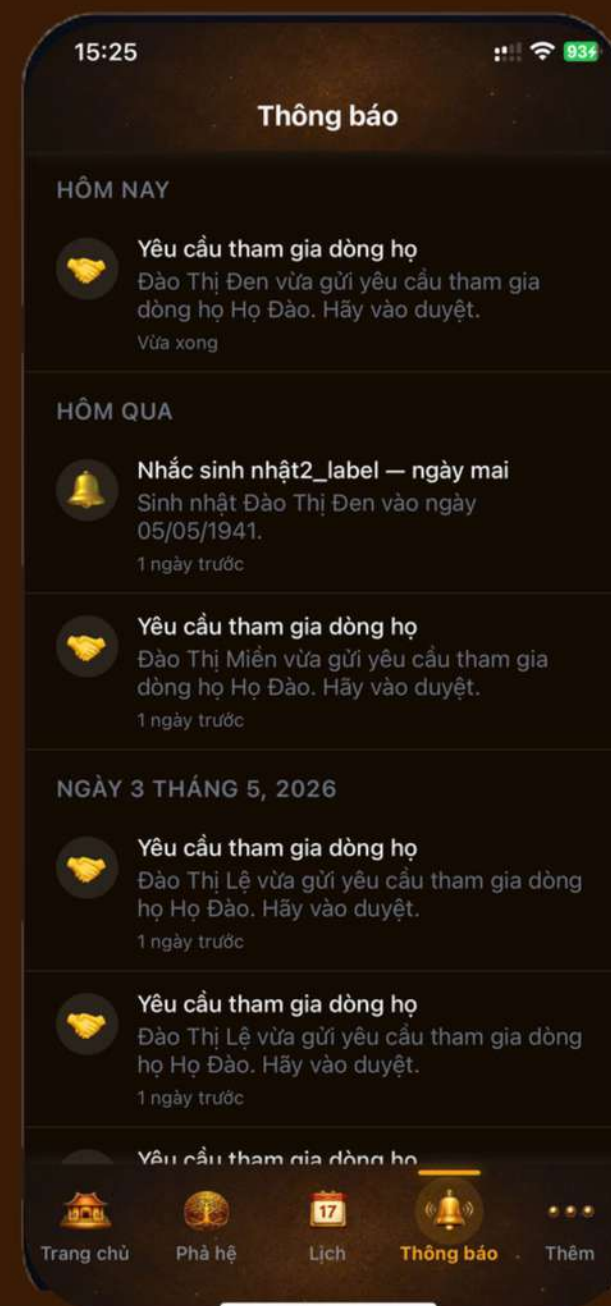 15:25
93
Thông báo
HÔM NAY
Yêu cầu tham gia dòng họ
Đào Thị Đen vừa gửi yêu cầu tham gia
dòng họ Họ Đào. Hãy vào duyệt.
Vừa xong
HÔM QUA
Nhắc sinh nhật2_label — ngày mai
Sinh nhật Đào Thị Đen vào ngày
05/05/1941.
1 ngày trước
Yêu cầu tham gia dòng họ
Đào Thị Miền vừa gửi yêu cầu tham gia
dòng họ Họ Đào. Hãy vào duyệt.
1 ngày trước
NGÀY 3 THÁNG 5, 2026
Yêu cầu tham gia dòng họ
Đào Thị Lệ vừa gửi yêu cầu tham gia dòng
họ Họ Đào. Hãy vào duyệt.
1 ngày trước
Yêu cầu tham gia dòng họ
Đào Thị Lệ vừa gửi yêu cầu tham gia dòng
họ Họ Đào. Hãy vào duyệt.
1 ngày trước
Yêu cầu tham gia dòng họ
17
Trang chủ Phả hệ Lịch Thông báo Thêm